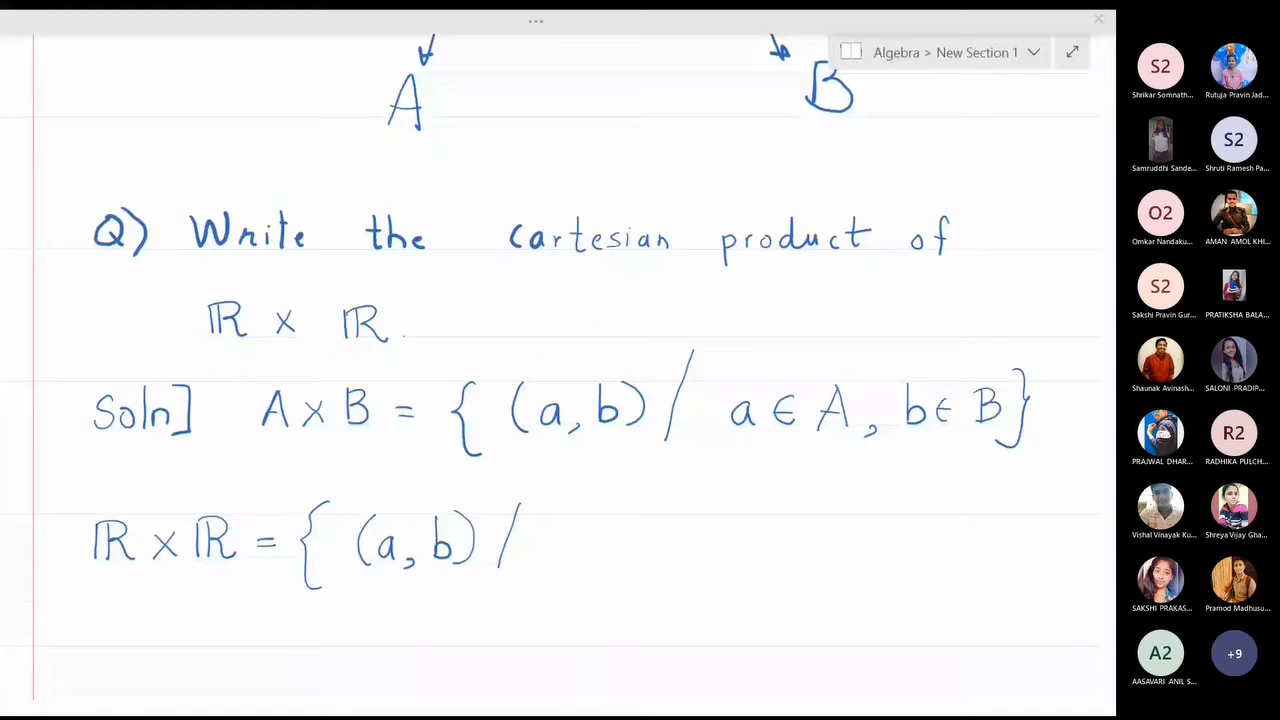 ...
Algebra > New Section 1
A B
Q) Write the cartesian product of
ℝ × ℝ.
Soln] A × B = { (a, b) / a ∈ A, b ∈ B}
ℝ × ℝ = { (a, b) /
S2
Shrikar Somnath... Rutuja Pravin Jad...
S2
Samruddhi Sande... Shruti Ramesh Pa...
O2
Omkar Nandaku... AMAN AMOL KHI...
S2
Sakshi Pravin Gur... PRATIKSHA BALA...
Shaunak Avinash... SALONI PRADIP...
R2
PRAJWAL DHAR... RADHIKA PULCH...
Vishal Vinayak Ku... Shreya Vijay Gha...
SAKSHI PRAKAS... Pramod Madhusu...
A2 +9
AASAVARI ANIL S...